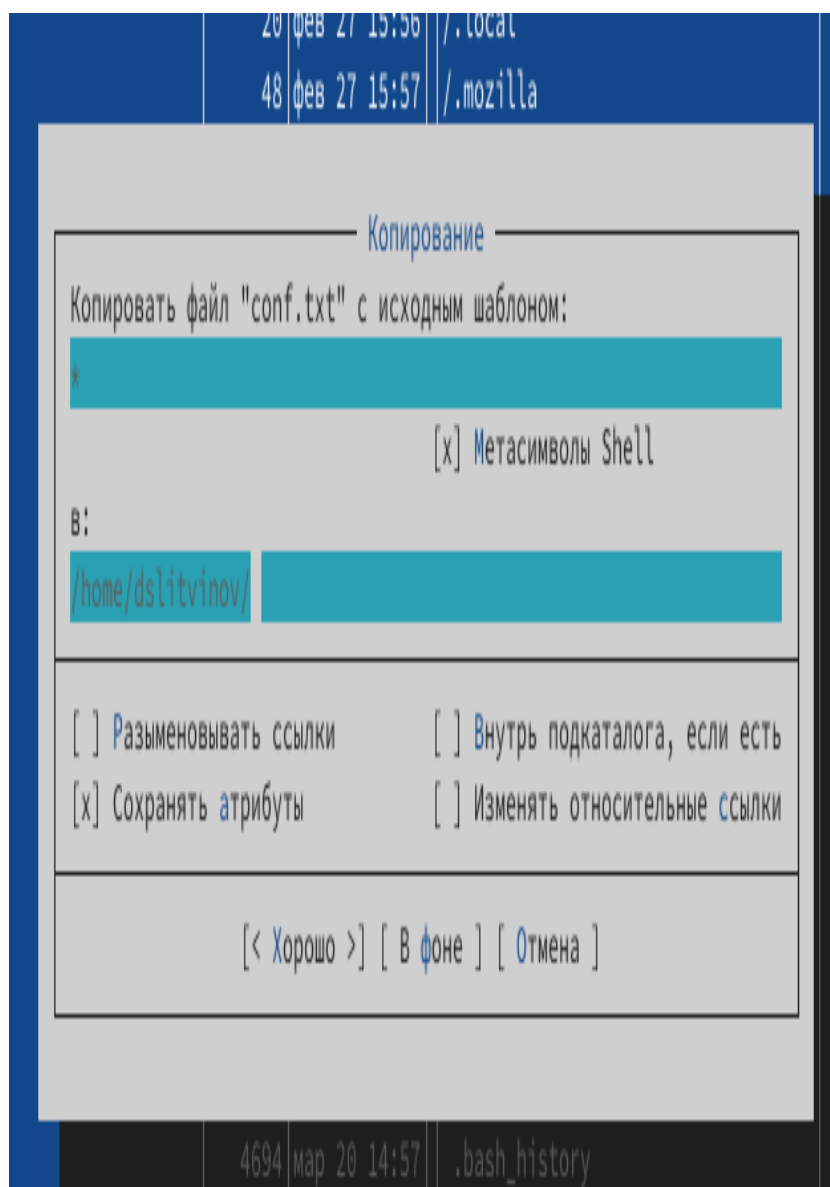 20 фев 27 15:56 /.local
48 фев 27 15:57 /.mozilla
Копирование
Копировать файл "conf.txt" с исходным шаблоном:
*
[x] Метасимволы Shell
в:
/home/dslitvinov/
[ ] Разыменовывать ссылки [ ] Внутрь подкаталога, если есть
[x] Сохранять атрибуты [ ] Изменять относительные ссылки
[< Хорошо >] [ В фоне ] [ Отмена ]
4694 мар 20 14:57 .bash_history